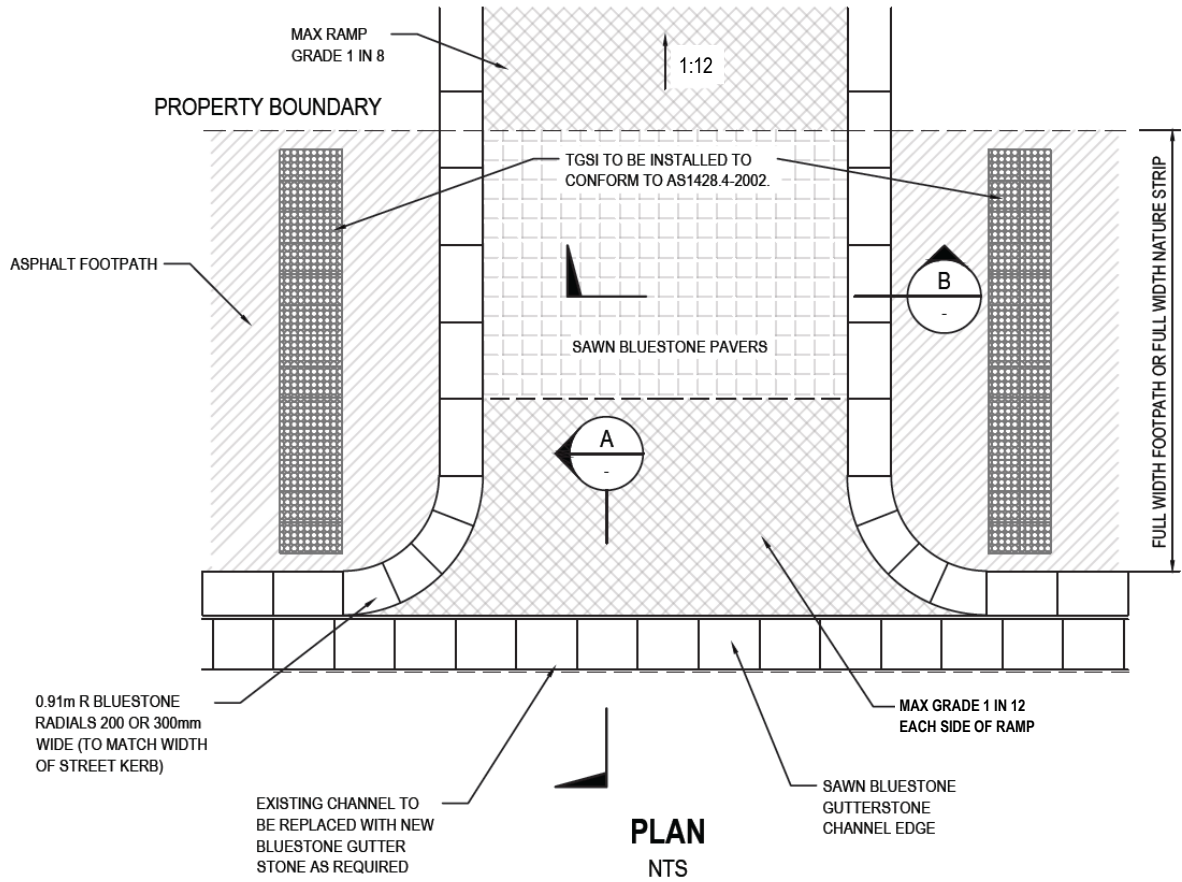 MAX RAMP
GRADE 1 IN 8
1:12
PROPERTY BOUNDARY
TGSI TO BE INSTALLED TO
CONFORM TO AS1428.4-2002.
ASPHALT FOOTPATH
B
-
SAWN BLUESTONE PAVERS
A
-
FULL WIDTH FOOTPATH OR FULL WIDTH NATURE STRIP
0.91m R BLUESTONE
RADIALS 200 OR 300mm
WIDE (TO MATCH WIDTH
OF STREET KERB)
MAX GRADE 1 IN 12
EACH SIDE OF RAMP
EXISTING CHANNEL TO
BE REPLACED WITH NEW
BLUESTONE GUTTER
STONE AS REQUIRED
SAWN BLUESTONE
GUTTERSTONE
CHANNEL EDGE
PLAN
NTS